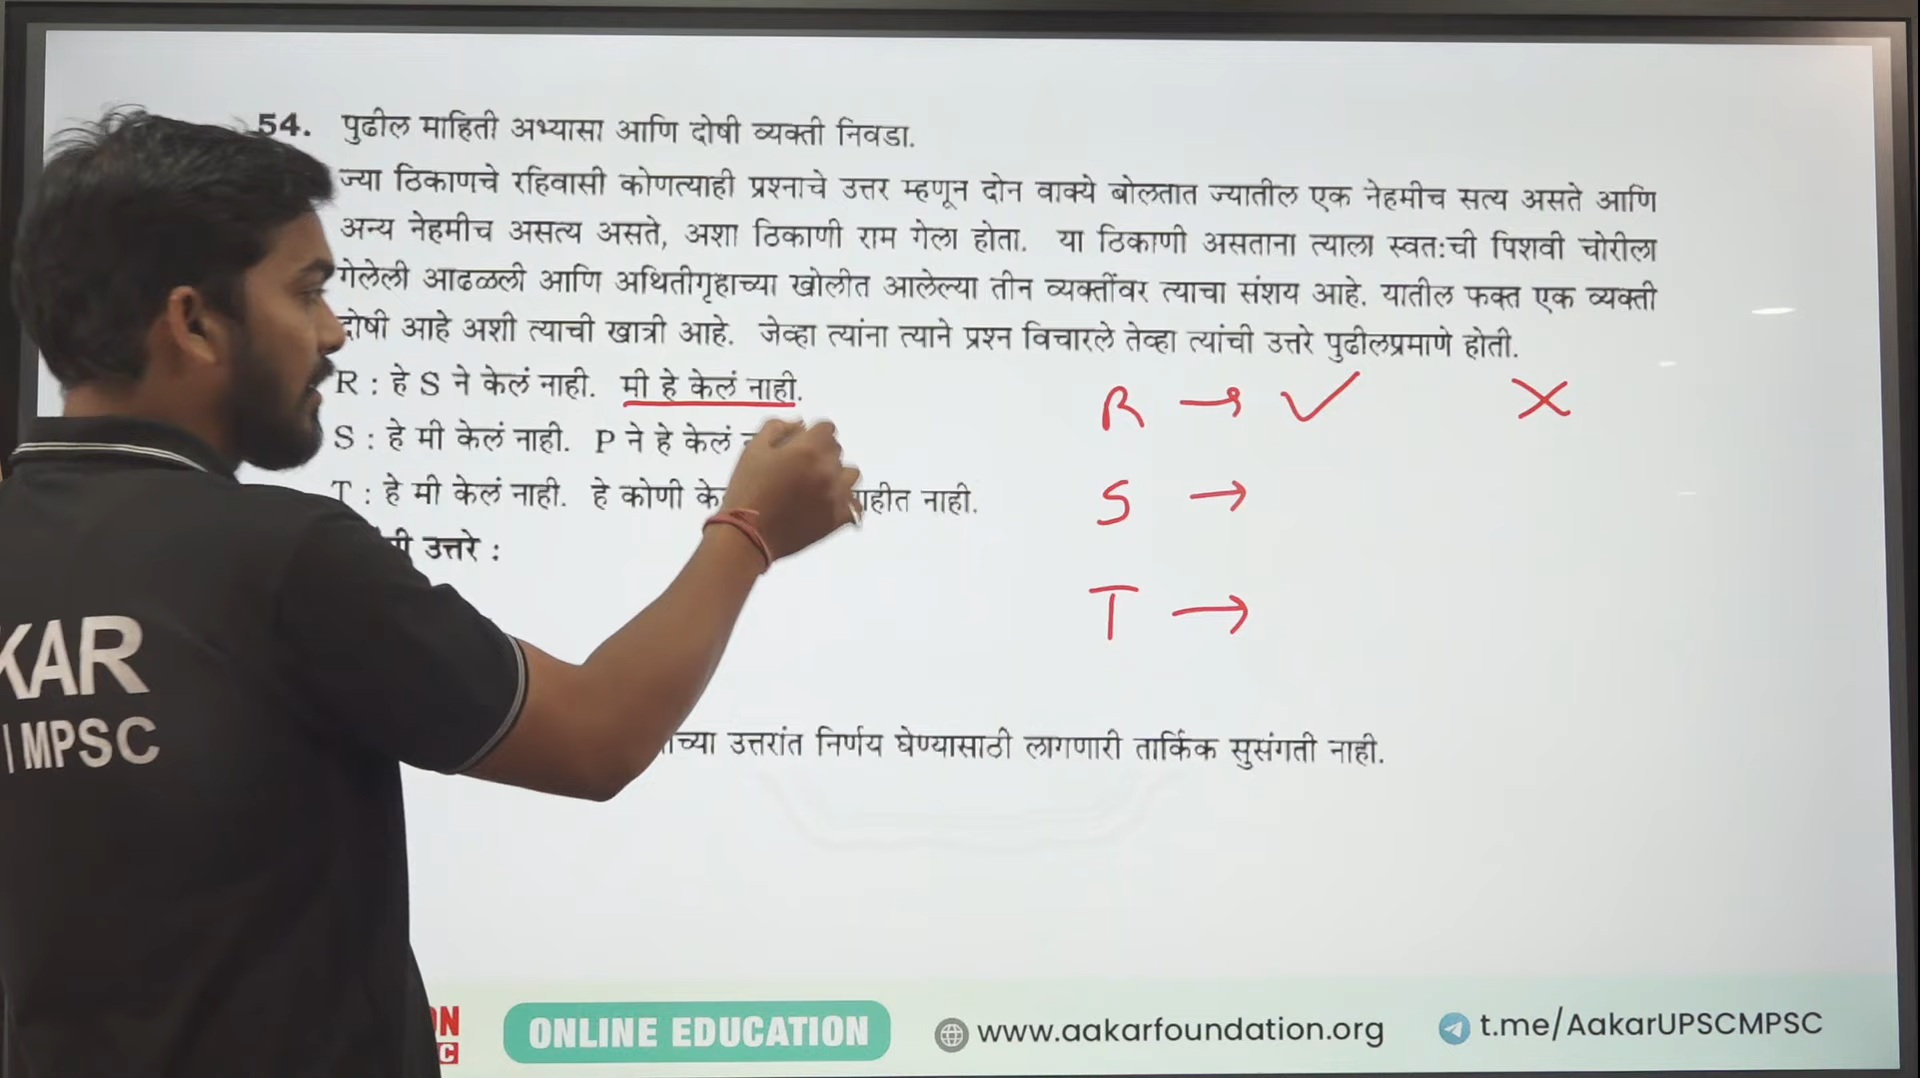 54. पुढील माहिती अभ्यासा आणि दोषी व्यक्ती निवडा.
ज्या ठिकाणचे रहिवासी कोणत्याही प्रश्नाचे उत्तर म्हणून दोन वाक्ये बोलतात ज्यातील एक नेहमीच सत्य असते आणि
अन्य नेहमीच असत्य असते, अशा ठिकाणी राम गेला होता. या ठिकाणी असताना त्याला स्वत:ची पिशवी चोरीला
गेलेली आढळली आणि अथितीगृहाच्या खोलीत आलेल्या तीन व्यक्तींवर त्याचा संशय आहे. यातील फक्त एक व्यक्ती
दोषी आहे अशी त्याची खात्री आहे. जेव्हा त्यांना त्याने प्रश्न विचारले तेव्हा त्यांची उत्तरे पुढीलप्रमाणे होती.
R : हे S ने केलं नाही. मी हे केलं नाही.
R → ✓ ✗
S : हे मी केलं नाही. P ने हे केलं
S →
T : हे मी केलं नाही. हे कोणी नाही.
उत्तरे :
T →
उत्तरांत निर्णय घेण्यासाठी लागणारी तार्किक सुसंगती नाही.
KAR
| MPSC
ONLINE EDUCATION
www.aakarfoundation.org
t.me/AakarUPSCMPSC